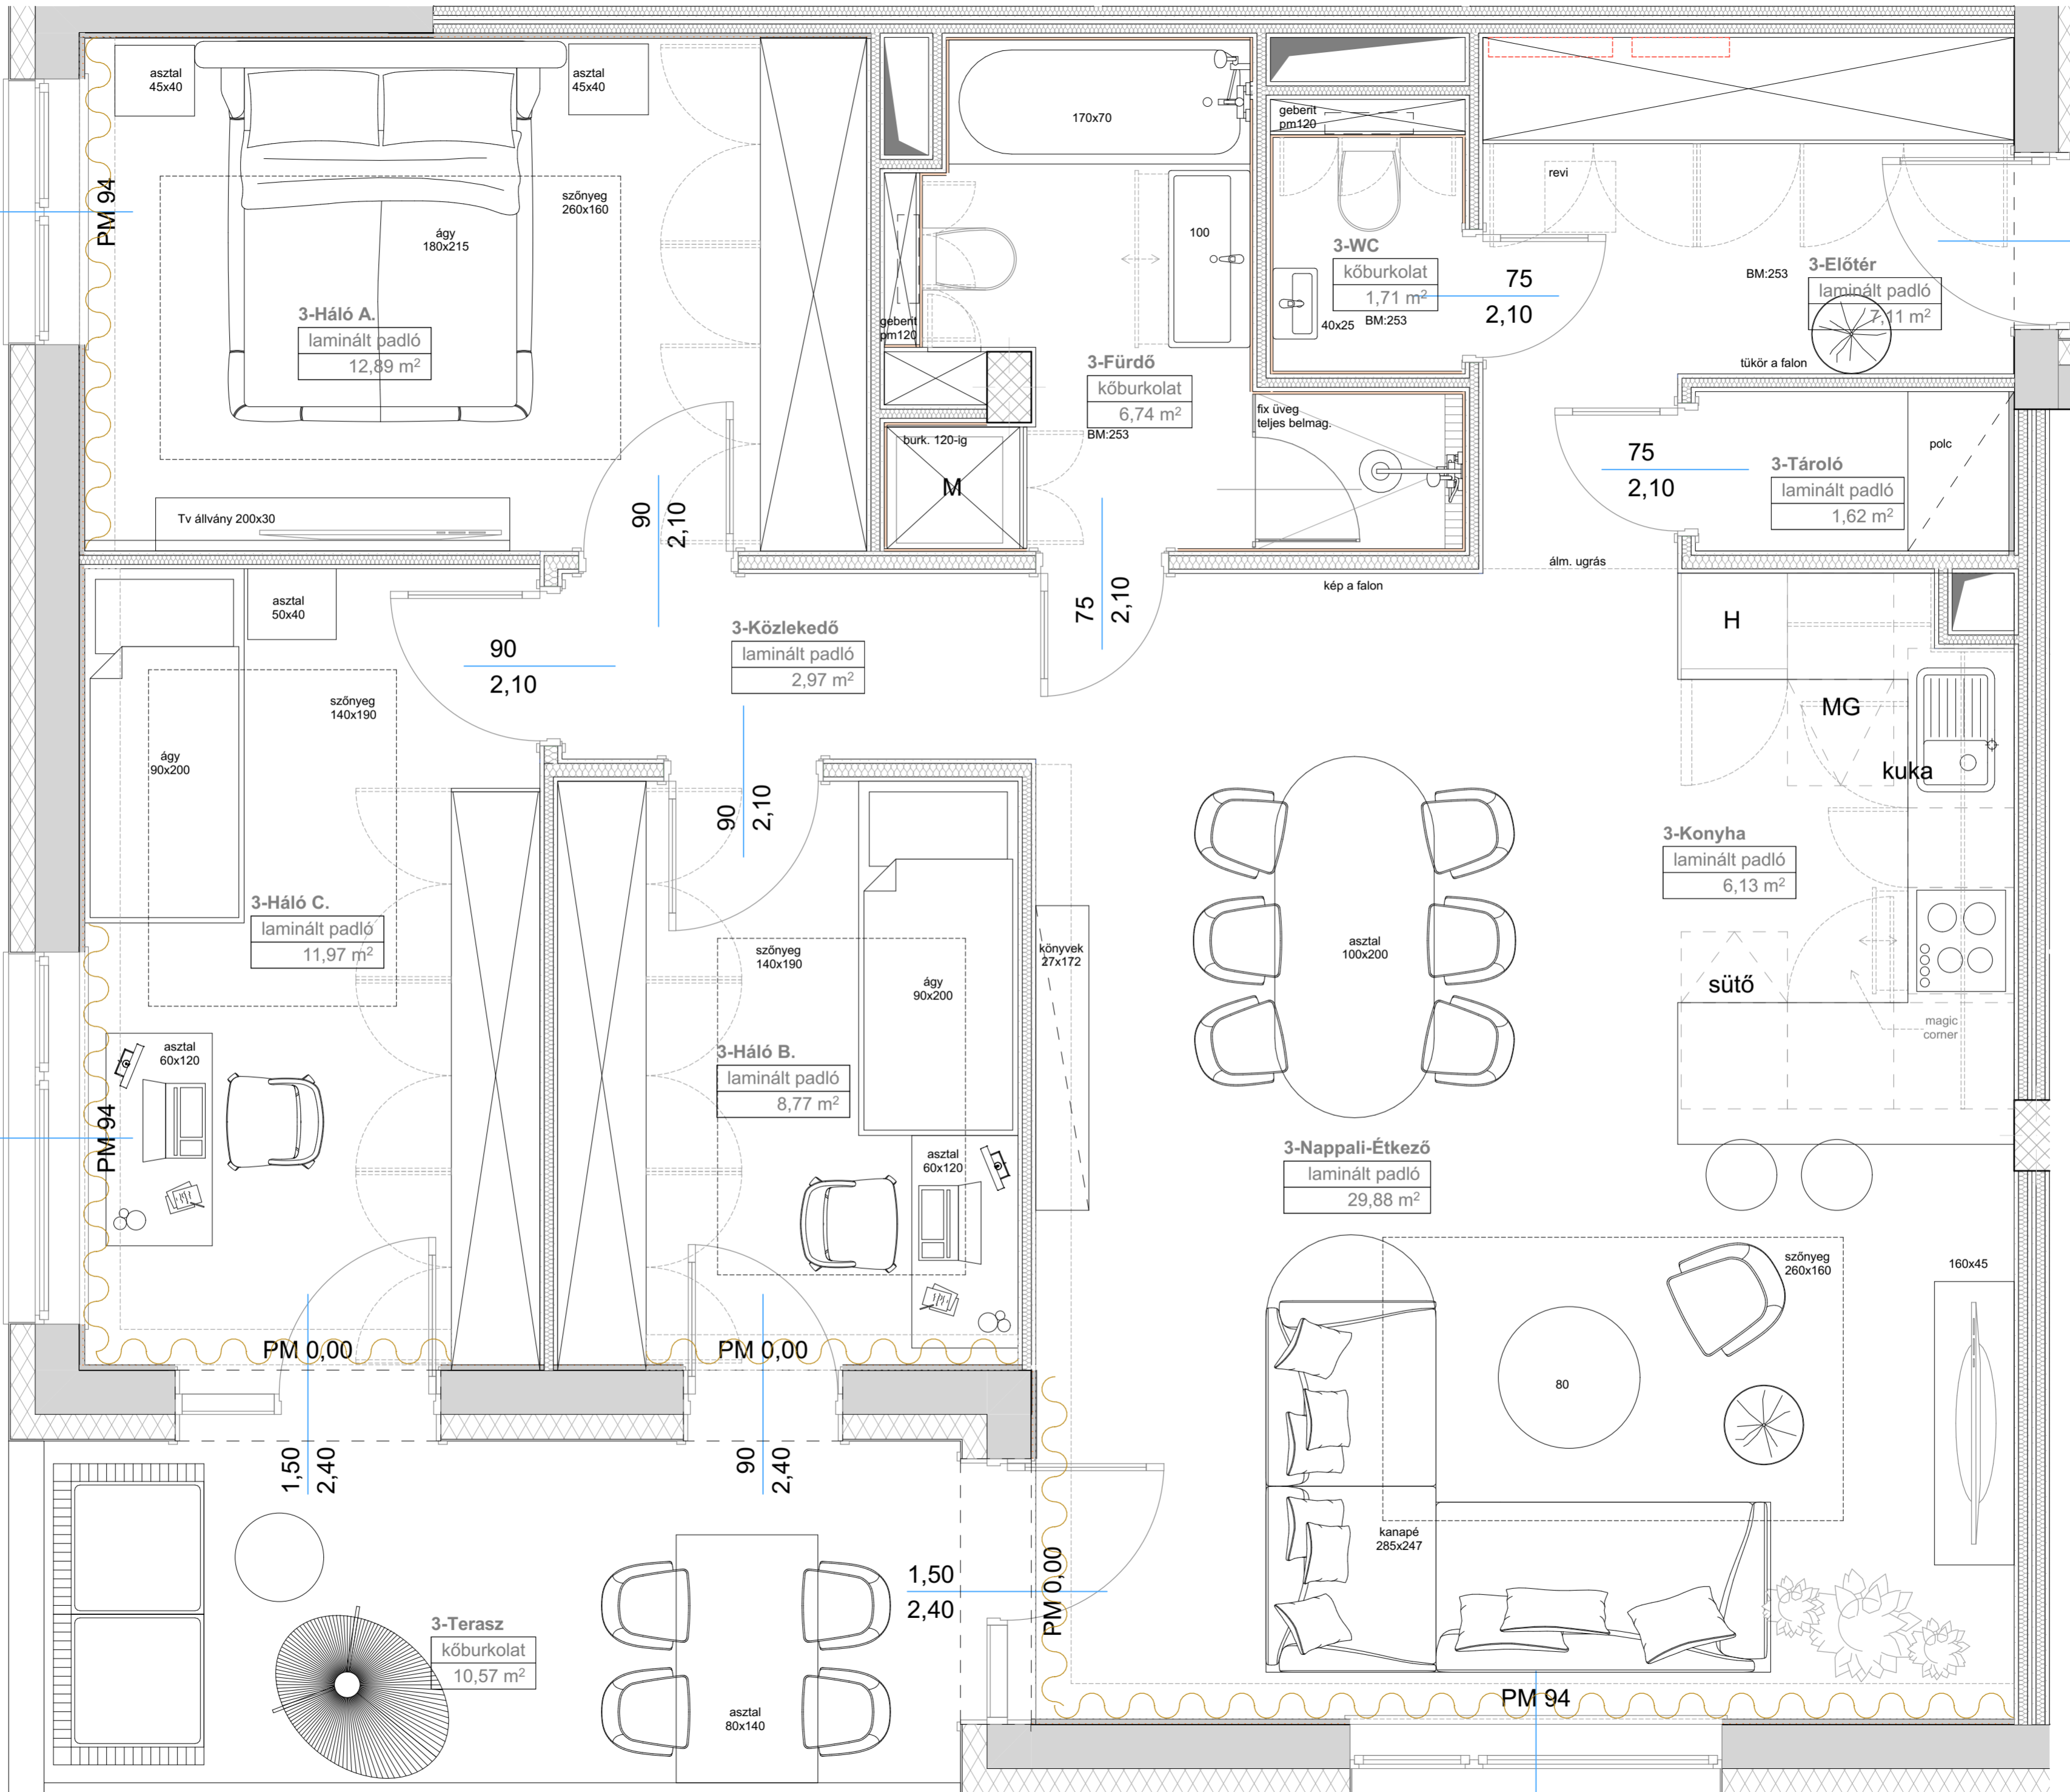 asztal
45x40
asztal
45x40
PM 94
szőnyeg
260x160
ágy
180x215
3-Háló A.
laminált padló
12,89 m²
Tv állvány 200x30
90
2,10
170x70
100
geberit
pm120
3-Fürdő
kőburkolat
6,74 m²
BM:253
burk. 120-ig
M
fix üveg
teljes belmag.
geberit
pm120
3-WC
kőburkolat
1,71 m²
40x25
BM:253
75
2,10
revi
BM:253
3-Előtér
laminált padló
7,11 m²
tükör a falon
75
2,10
3-Tároló
laminált padló
1,62 m²
polc
álm. ugrás
kép a falon
asztal
50x40
90
2,10
3-Közlekedő
laminált padló
2,97 m²
75
2,10
H
MG
kuka
szőnyeg
140x190
ágy
90x200
90
2,10
3-Konyha
laminált padló
6,13 m²
3-Háló C.
laminált padló
11,97 m²
szőnyeg
140x190
ágy
90x200
könyvek
27x172
asztal
100x200
sütő
magic
corner
asztal
60x120
PM 94
3-Háló B.
laminált padló
8,77 m²
asztal
60x120
3-Nappali-Étkező
laminált padló
29,88 m²
szőnyeg
260x160
160x45
PM 0,00
PM 0,00
80
1,50
2,40
90
2,40
kanapé
285x247
1,50
2,40
PM 0,00
3-Terasz
kőburkolat
10,57 m²
asztal
80x140
PM 94